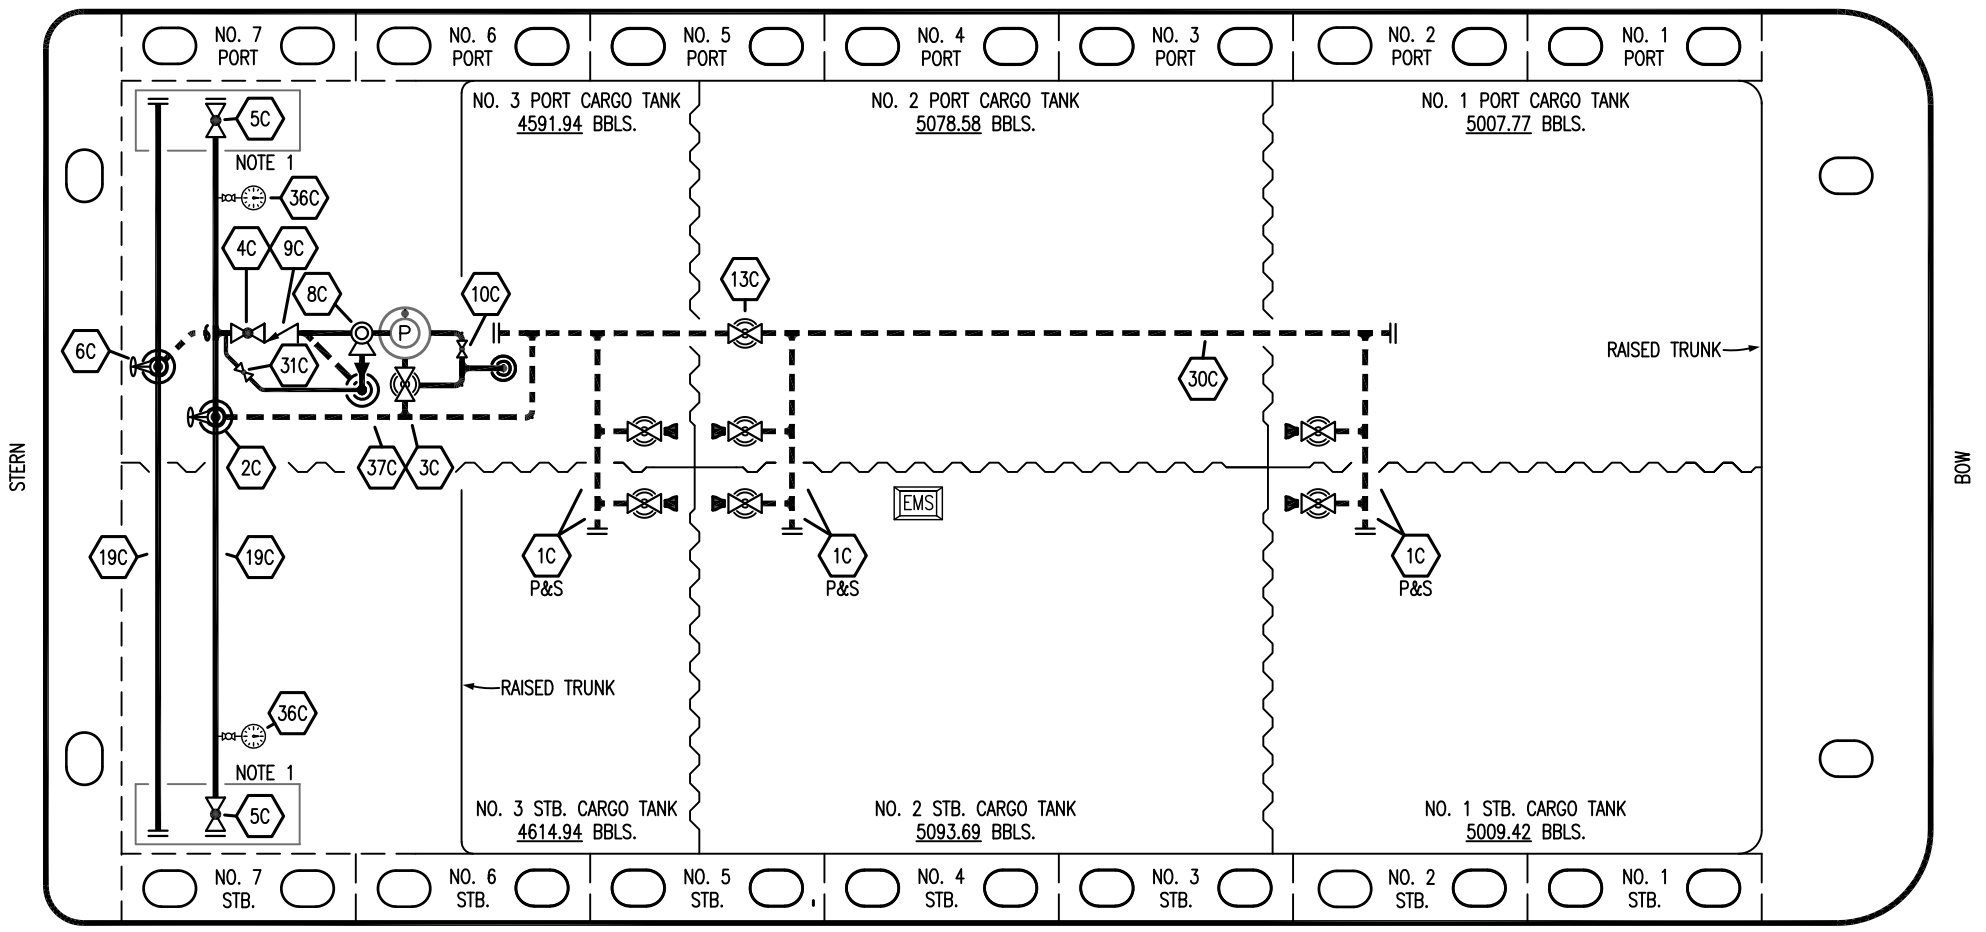 NO. 7
PORT
NO. 6
PORT
NO. 5
PORT
NO. 4
PORT
NO. 3
PORT
NO. 2
PORT
NO. 1
PORT
NO. 3 PORT CARGO TANK
4591.94 BBLS.
NO. 2 PORT CARGO TANK
5078.58 BBLS.
NO. 1 PORT CARGO TANK
5007.77 BBLS.
5C
NOTE 1
36C
4C
9C
8C
10C
13C
P
6C
31C
30C
RAISED TRUNK
STERN
BOW
2C
37C
3C
EMS
19C
19C
1C
P&S
1C
P&S
1C
P&S
RAISED TRUNK
36C
NOTE 1
5C
NO. 3 STB. CARGO TANK
4614.94 BBLS.
NO. 2 STB. CARGO TANK
5093.69 BBLS.
NO. 1 STB. CARGO TANK
5009.42 BBLS.
NO. 7
STB.
NO. 6
STB.
NO. 5
STB.
NO. 4
STB.
NO. 3
STB.
NO. 2
STB.
NO. 1
STB.